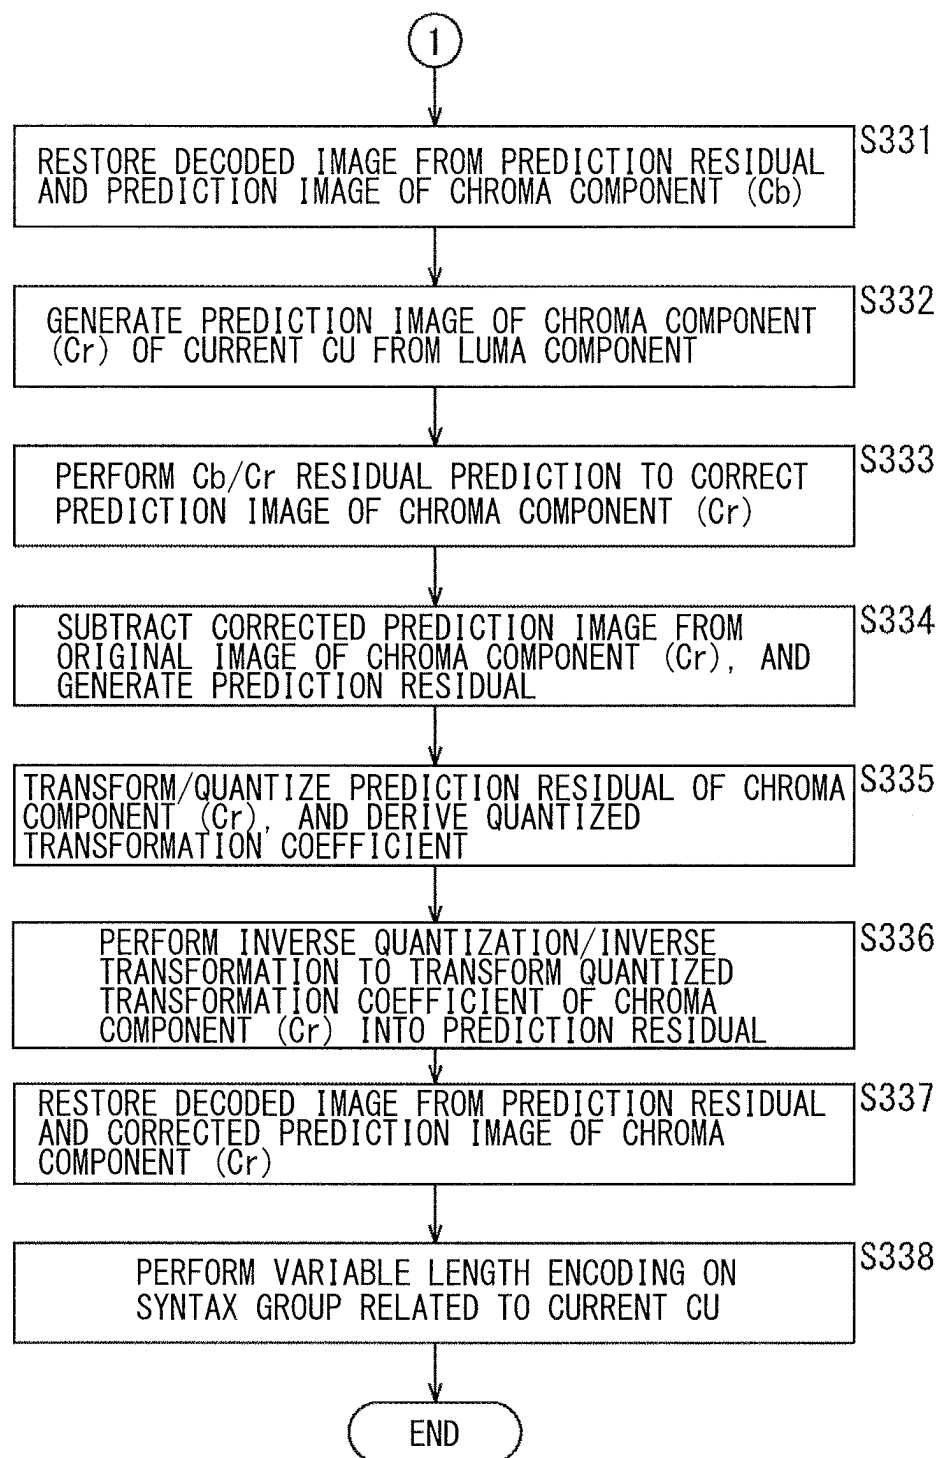 1
S331
RESTORE DECODED IMAGE FROM PREDICTION RESIDUAL
AND PREDICTION IMAGE OF CHROMA COMPONENT (Cb)
S332
GENERATE PREDICTION IMAGE OF CHROMA COMPONENT
(Cr) OF CURRENT CU FROM LUMA COMPONENT
S333
PERFORM Cb/Cr RESIDUAL PREDICTION TO CORRECT
PREDICTION IMAGE OF CHROMA COMPONENT (Cr)
S334
SUBTRACT CORRECTED PREDICTION IMAGE FROM
ORIGINAL IMAGE OF CHROMA COMPONENT (Cr), AND
GENERATE PREDICTION RESIDUAL
S335
TRANSFORM/QUANTIZE PREDICTION RESIDUAL OF CHROMA
COMPONENT (Cr), AND DERIVE QUANTIZED
TRANSFORMATION COEFFICIENT
S336
PERFORM INVERSE QUANTIZATION/INVERSE
TRANSFORMATION TO TRANSFORM QUANTIZED
TRANSFORMATION COEFFICIENT OF CHROMA
COMPONENT (Cr) INTO PREDICTION RESIDUAL
S337
RESTORE DECODED IMAGE FROM PREDICTION RESIDUAL
AND CORRECTED PREDICTION IMAGE OF CHROMA
COMPONENT (Cr)
S338
PERFORM VARIABLE LENGTH ENCODING ON
SYNTAX GROUP RELATED TO CURRENT CU
END